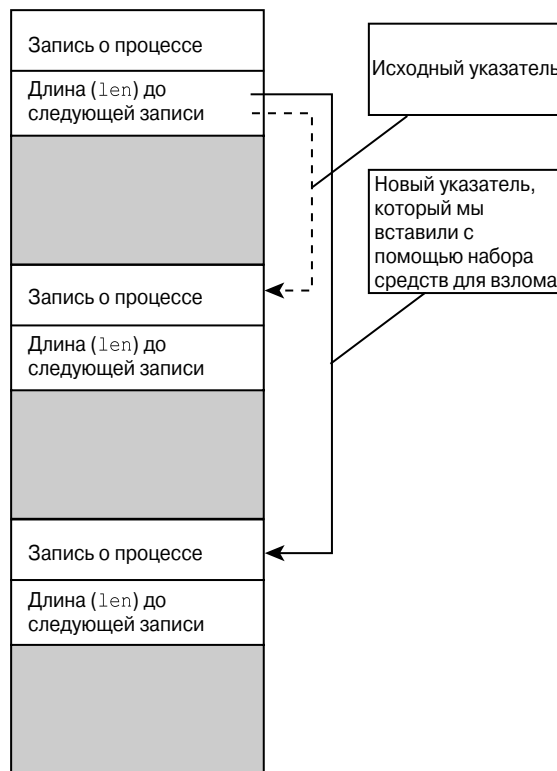 Запись о процессе
Длина (len) до
следующей записи
Исходный указатель
Новый указатель,
который мы
вставили с
помощью набора
средств для взлома
Запись о процессе
Длина (len) до
следующей записи
Запись о процессе
Длина (len) до
следующей записи